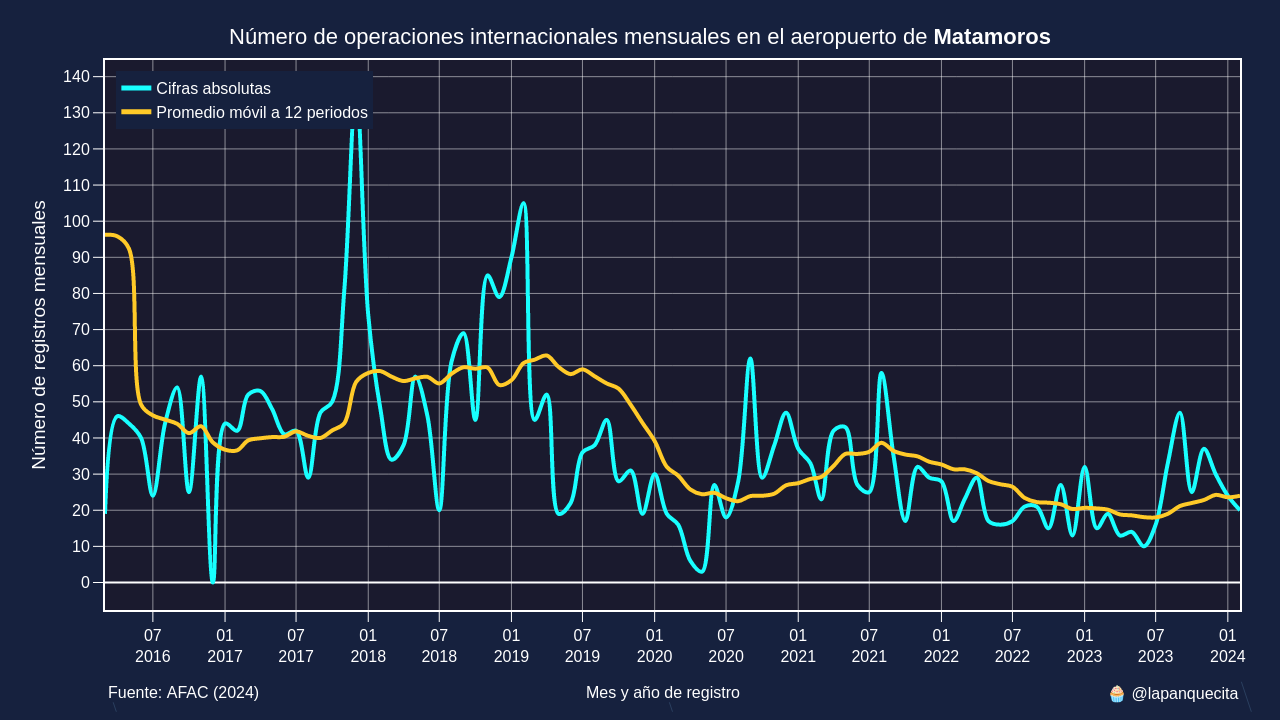 Número de operaciones internacionales mensuales en el aeropuerto de Matamoros
Cifras absolutas
Promedio móvil a 12 periodos
Número de registros mensuales
140
130
120
110
100
90
80
70
60
50
40
30
20
10
0
07 01 07 01 07 01 07 01 07 01 07 01 07 01 07 01
2016 2017 2017 2018 2018 2019 2019 2020 2020 2021 2021 2022 2022 2023 2023 2024
Fuente: AFAC (2024)
Mes y año de registro
🧁 @lapanquecita